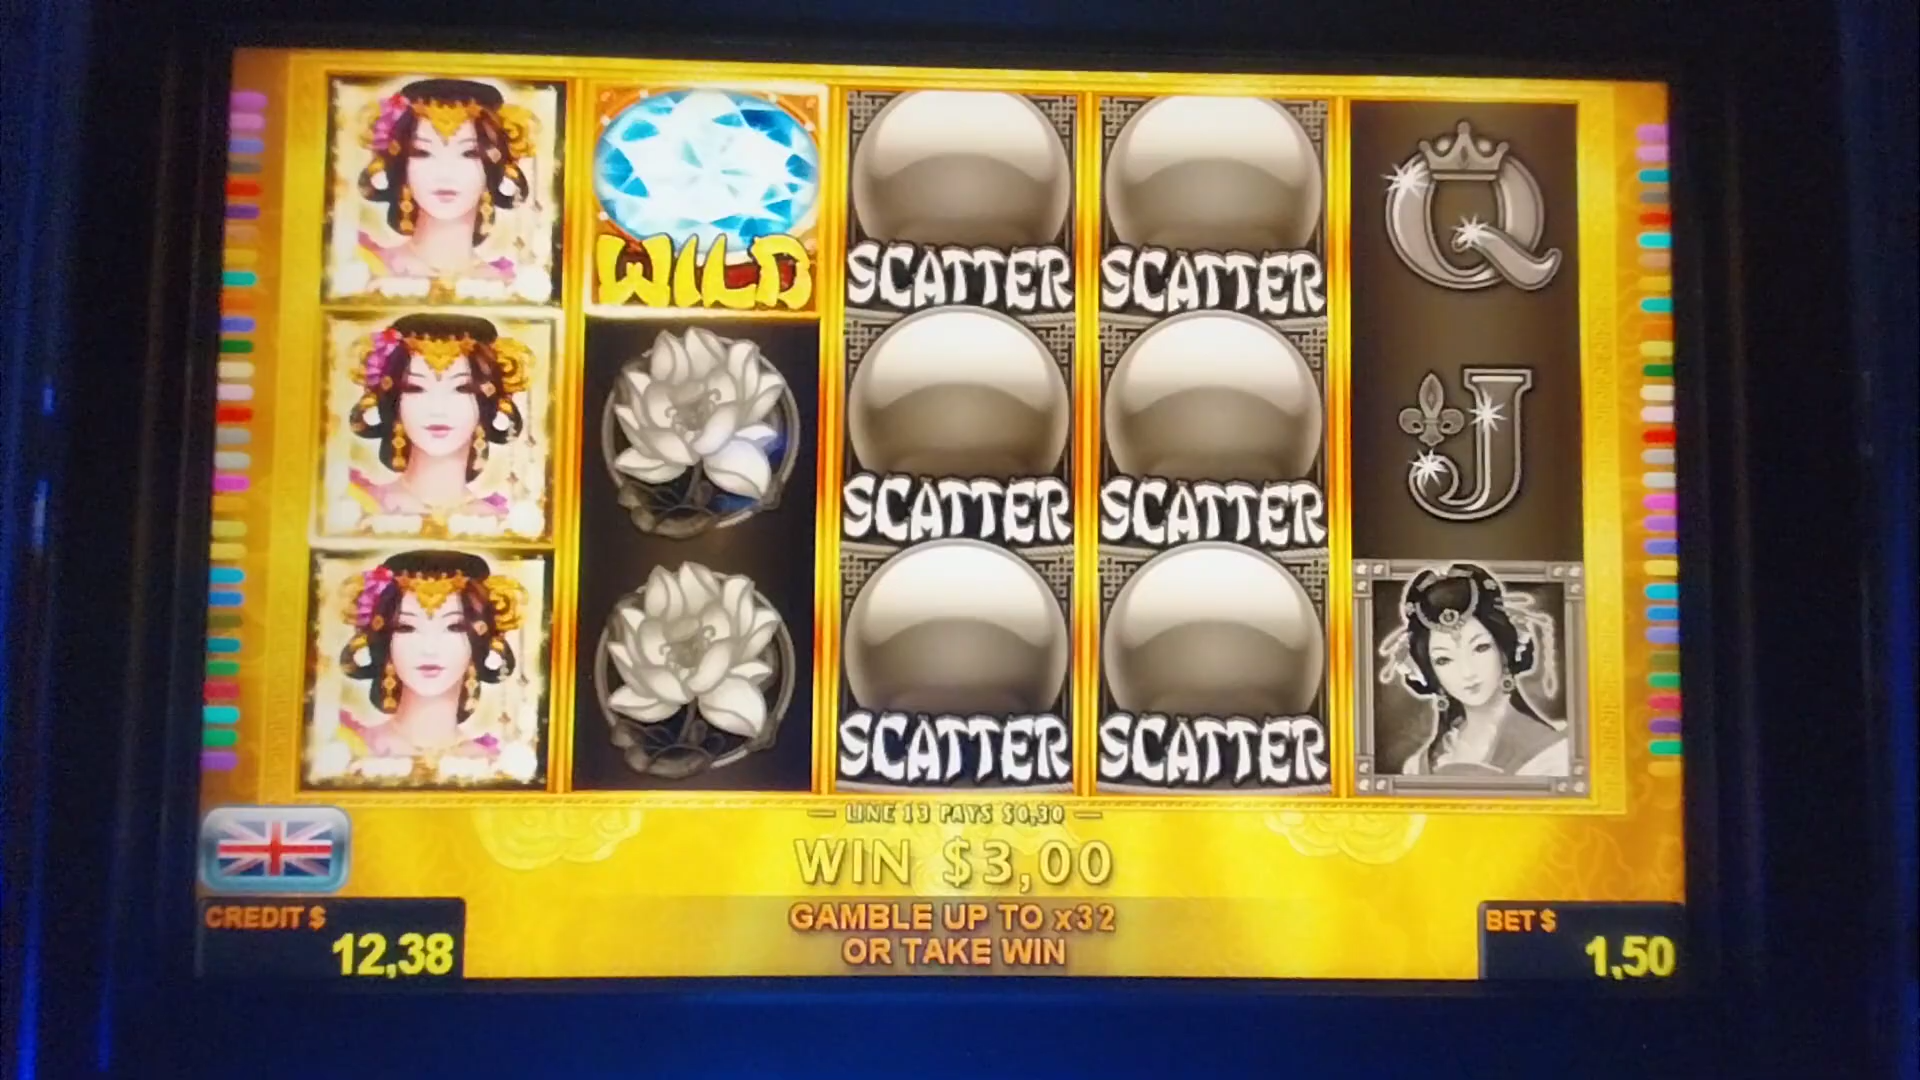 WILD
SCATTER SCATTER
Q
SCATTER SCATTER
J
SCATTER SCATTER
LINE 13 PAYS $0,30
WIN $3,00
GAMBLE UP TO x32
OR TAKE WIN
CREDIT $
12,38
BET $
1,50